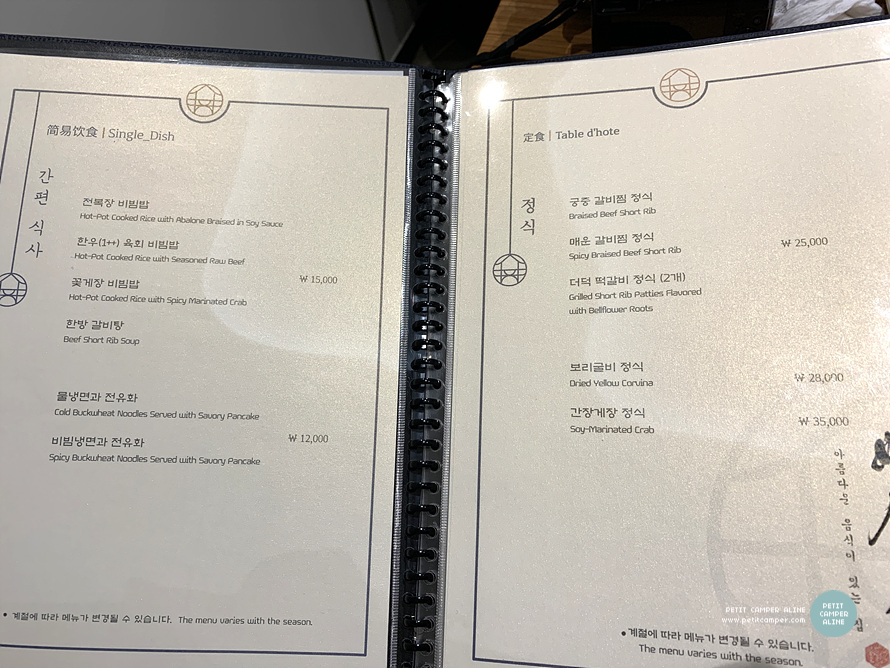 简易饮食 | Single_Dish
간편 식사
전복장 비빔밥
Hot-Pot Cooked Rice with Abalone Braised in Soy Sauce
한우(1++) 육회 비빔밥
Hot-Pot Cooked Rice with Seasoned Raw Beef
₩ 15,000
꽃게장 비빔밥
Hot-Pot Cooked Rice with Spicy Marinated Crab
한방 갈비탕
Beef Short Rib Soup
물냉면과 전유화
Cold Buckwheat Noodles Served with Savory Pancake
비빔냉면과 전유화
₩ 12,000
Spicy Buckwheat Noodles Served with Savory Pancake
• 계절에 따라 메뉴가 변경될 수 있습니다. The menu varies with the season.
定食 | Table d'hote
정식
궁중 갈비찜 정식
Braised Beef Short Rib
매운 갈비찜 정식
₩ 25,000
Spicy Braised Beef Short Rib
더덕 떡갈비 정식 (2개)
Grilled Short Rib Patties Flavored
with Bellflower Roots
보리굴비 정식
₩ 28,000
Dried Yellow Corvina
간장게장 정식
₩ 35,000
Soy-Marinated Crab
아름다운 음식이 있는
• 계절에 따라 메뉴가 변경될 수 있습니다.
The menu varies with the season.
PETIT CAMPER ALINE
www.petitcamper.com
PETIT
CAMPER
ALINE